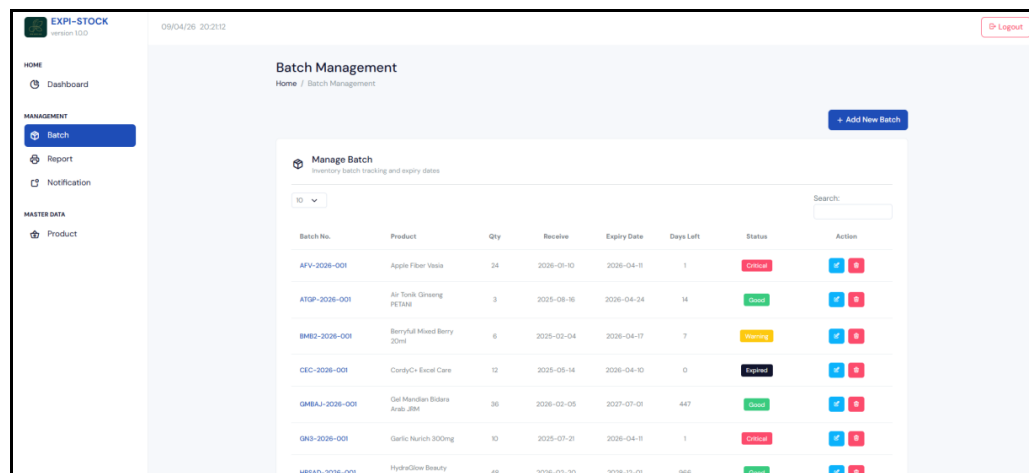 EXPI-STOCK
version 1.0.0
09/04/26 20:21:12
Logout
HOME
Dashboard
MANAGEMENT
Batch
Report
Notification
MASTER DATA
Product
Batch Management
Home / Batch Management
+ Add New Batch
Manage Batch
Inventory batch tracking and expiry dates
10
Search:
Batch No. Product Qty Receive Expiry Date Days Left Status Action
AFV-2026-001 Apple Fiber Vesia 24 2026-01-10 2026-04-11 1 Critical
ATGP-2026-001 Air Tonik Ginseng PETANI 3 2025-08-16 2026-04-24 14 Good
BMB2-2026-001 Berryfull Mixed Berry 20ml 6 2025-02-04 2026-04-17 7 Warning
CEC-2026-001 CordyC+ Excel Care 12 2025-05-14 2026-04-10 0 Expired
GMBAJ-2026-001 Gel Mandian Bidara Arab JRM 36 2026-02-05 2027-07-01 447 Good
GN3-2026-001 Garlic Nurich 300mg 10 2025-07-21 2026-04-11 1 Critical
HydraGlow Beauty